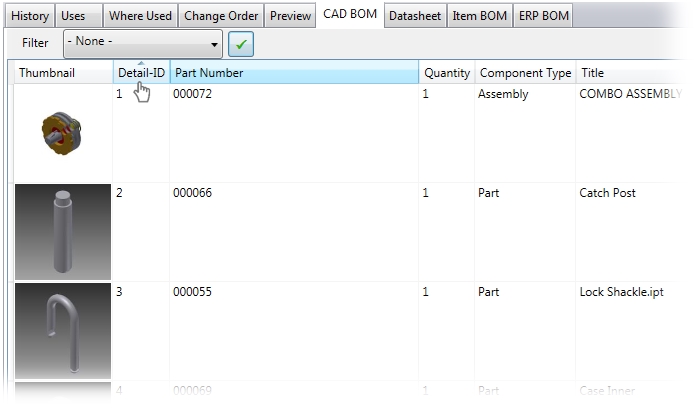 History Uses Where Used Change Order Preview CAD BOM Datasheet Item BOM ERP BOM
Filter - None -
Thumbnail Detail-ID Part Number Quantity Component Type Title
1 000072 1 Assembly COMBO ASSEMBLY
2 000066 1 Part Catch Post
3 000055 1 Part Lock Shackle.ipt
4 000069 1 Part Case Inner